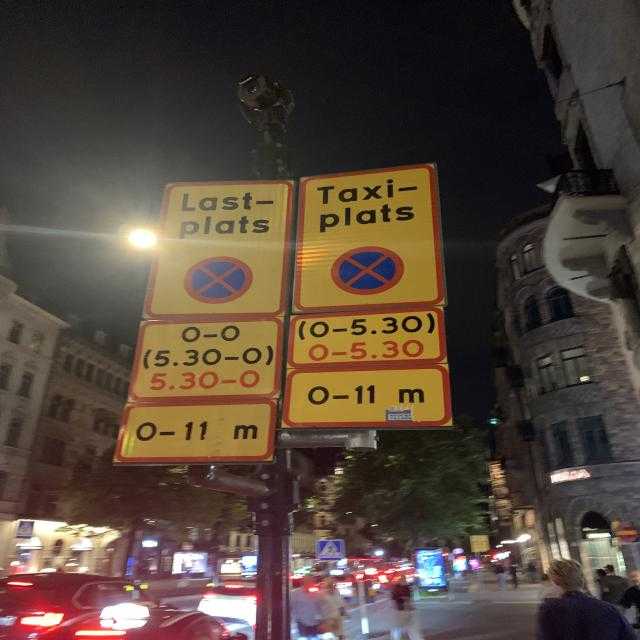 Last-
plats
0-0
(5.30-0)
5.30-0
0-11 m
Taxi-
plats
(0-5.30)
0-5.30
0-11 m